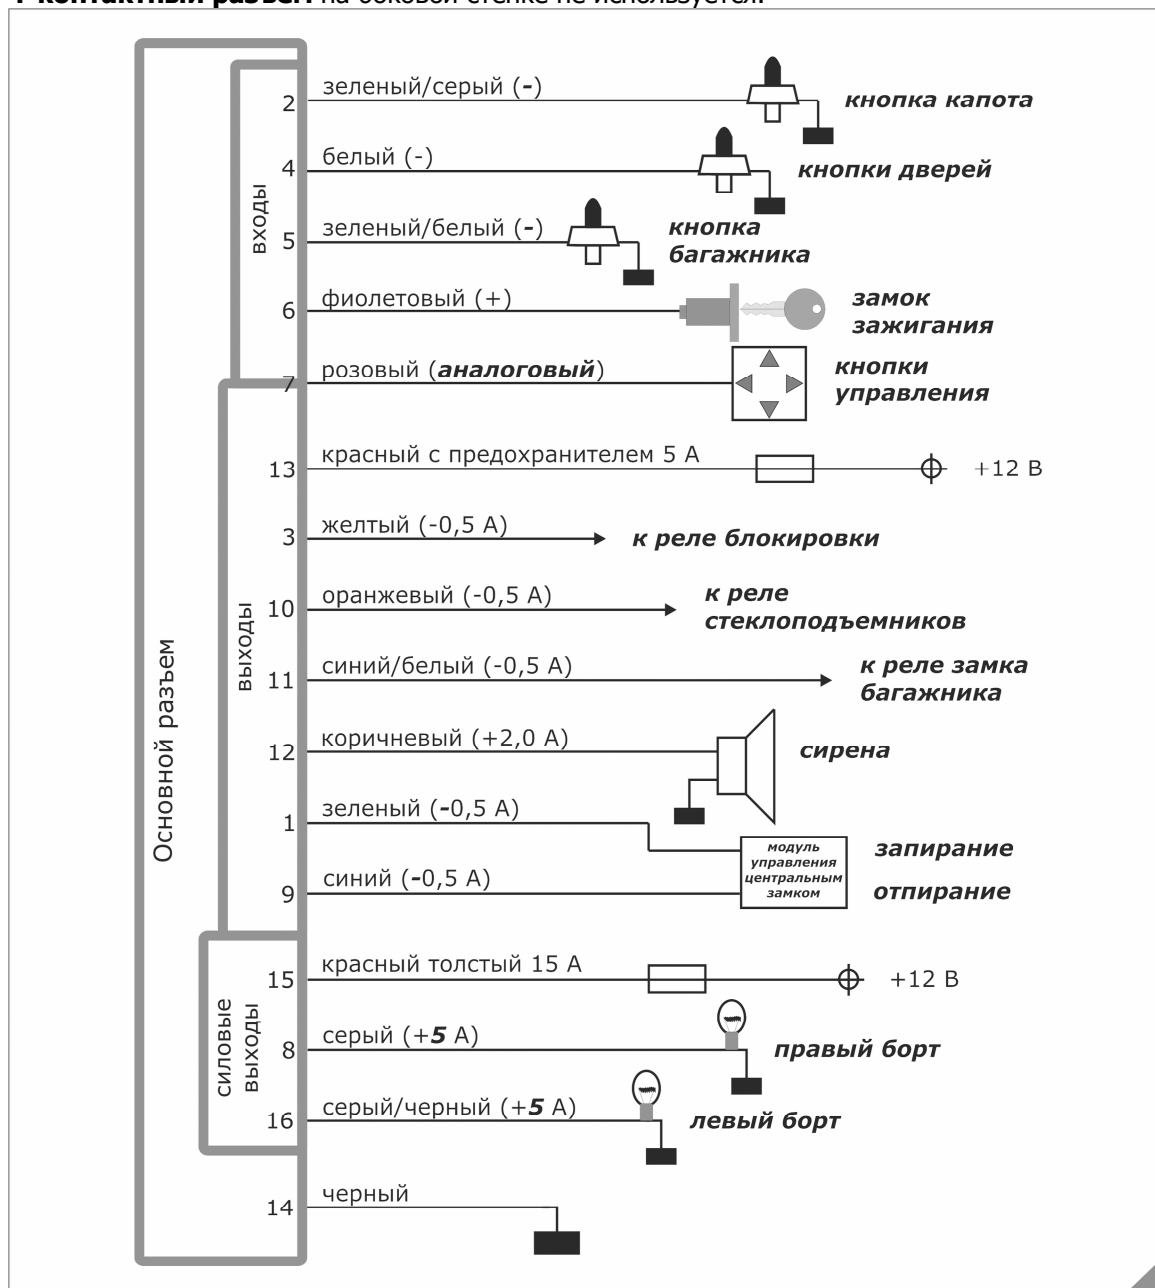 контактный разъем на боковой стенке не используется.
2 зеленый/серый (-) кнопка капота
4 белый (-) кнопки дверей
5 зеленый/белый (-) кнопка
багажника
6 фиолетовый (+) замок
зажигания
7 розовый (аналоговый) кнопки
управления
входы
13 красный с предохранителем 5 А +12 В
3 желтый (-0,5 А) к реле блокировки
10 оранжевый (-0,5 А) к реле
стеклоподъемников
11 синий/белый (-0,5 А) к реле замка
багажника
12 коричневый (+2,0 А) сирена
1 зеленый (-0,5 А) запирание
9 синий (-0,5 А) отпирание
модуль
управления
центральным
замком
выходы
Основной разъем
15 красный толстый 15 А +12 В
8 серый (+5 А) правый борт
16 серый/черный (+5 А) левый борт
силовые
выходы
14 черный